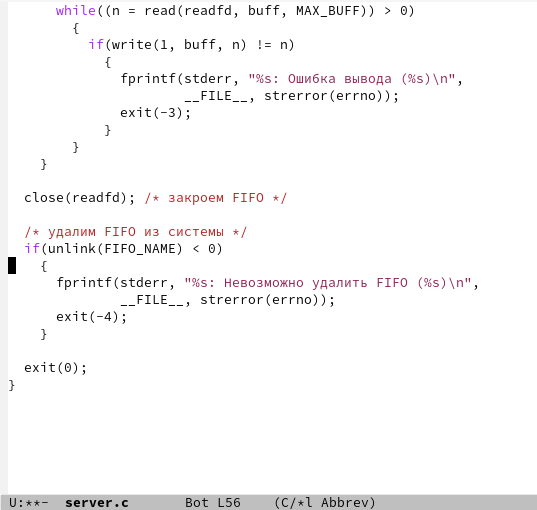 while((n = read(readfd, buff, MAX_BUFF)) > 0)
{
if(write(1, buff, n) != n)
{
fprintf(stderr, "%s: Ошибка вывода (%s)\n",
__FILE__, strerror(errno));
exit(-3);
}
}
}
close(readfd); /* закроем FIFO */
/* удалим FIFO из системы */
if(unlink(FIFO_NAME) < 0)
{
fprintf(stderr, "%s: Невозможно удалить FIFO (%s)\n",
__FILE__, strerror(errno));
exit(-4);
}
exit(0);
}
U:**- server.c Bot L56 (C/*l Abbrev)